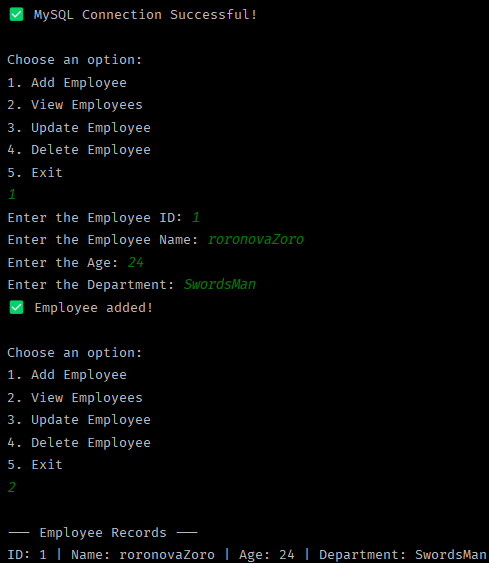 ✅ MySQL Connection Successful!
Choose an option:
1. Add Employee
2. View Employees
3. Update Employee
4. Delete Employee
5. Exit
1
Enter the Employee ID: 1
Enter the Employee Name: roronovaZoro
Enter the Age: 24
Enter the Department: SwordsMan
✅ Employee added!
Choose an option:
1. Add Employee
2. View Employees
3. Update Employee
4. Delete Employee
5. Exit
2
--- Employee Records ---
ID: 1 | Name: roronovaZoro | Age: 24 | Department: SwordsMan